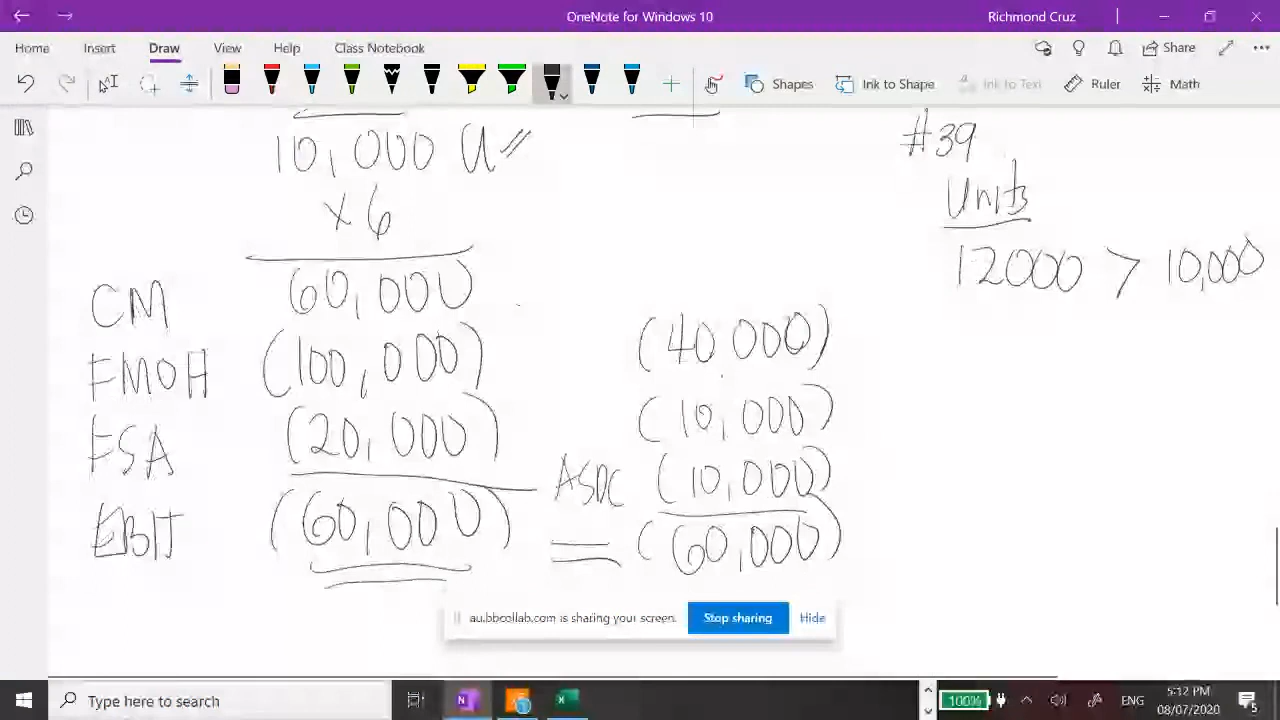 OneNote for Windows 10
Richmond Cruz
Home Insert Draw View Help Class Notebook
Share
Shapes Ink to Shape Ink to Text Ruler Math
10,000 U
× 6
CM 60,000
FMOH (100,000)
FSA (20,000)
EBIT (60,000)
(40 000)
(10,000)
ASDC (10,000)
= (60,000)
#39
Units
12000 > 10,000
au.bbcollab.com is sharing your screen.
Stop sharing
Hide
Type here to search
100%
ENG
5:12 PM
08/07/2020
5